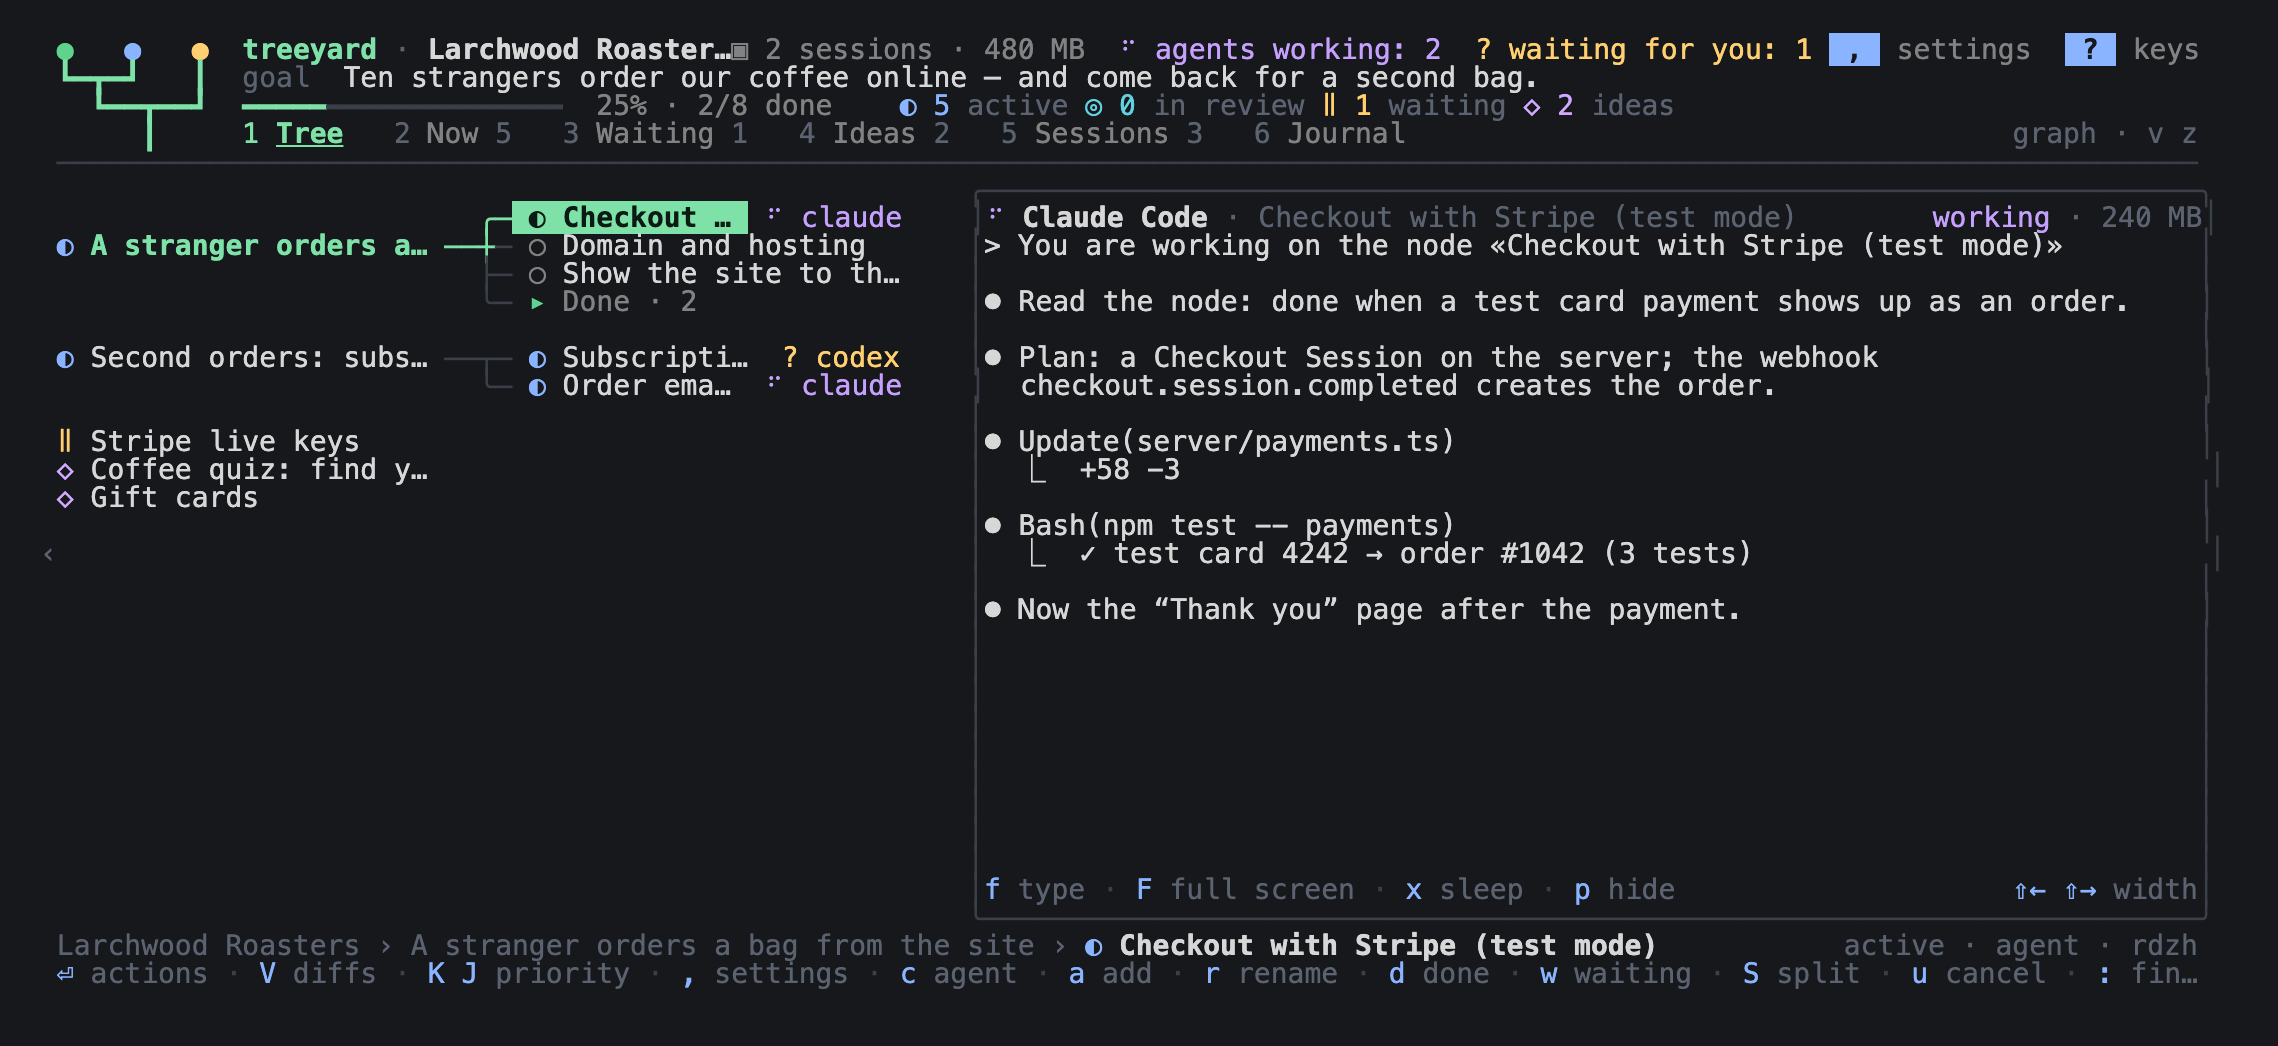 treeyard · Larchwood Roaster…▣ 2 sessions · 480 MB ⠋ agents working: 2 ? waiting for you: 1 , settings ? keys
goal Ten strangers order our coffee online — and come back for a second bag.
25% · 2/8 done ◐ 5 active ◎ 0 in review ‖ 1 waiting ◇ 2 ideas
1 Tree 2 Now 5 3 Waiting 1 4 Ideas 2 5 Sessions 3 6 Journal graph · v z
◐ Checkout … ⠋ claude
◐ A stranger orders a… ○ Domain and hosting
○ Show the site to th…
▸ Done · 2
◐ Second orders: subs… ◐ Subscripti… ? codex
◐ Order ema… ⠋ claude
‖ Stripe live keys
◇ Coffee quiz: find y…
◇ Gift cards
‹
⠋ Claude Code · Checkout with Stripe (test mode) working · 240 MB
> You are working on the node «Checkout with Stripe (test mode)»
● Read the node: done when a test card payment shows up as an order.
● Plan: a Checkout Session on the server; the webhook
checkout.session.completed creates the order.
● Update(server/payments.ts)
⎿ +58 −3
● Bash(npm test -- payments)
⎿ ✓ test card 4242 → order #1042 (3 tests)
● Now the “Thank you” page after the payment.
f type · F full screen · x sleep · p hide ⇧← ⇧→ width
Larchwood Roasters › A stranger orders a bag from the site › ◐ Checkout with Stripe (test mode) active · agent · rdzh
⏎ actions · V diffs · K J priority · , settings · c agent · a add · r rename · d done · w waiting · S split · u cancel · : fin…